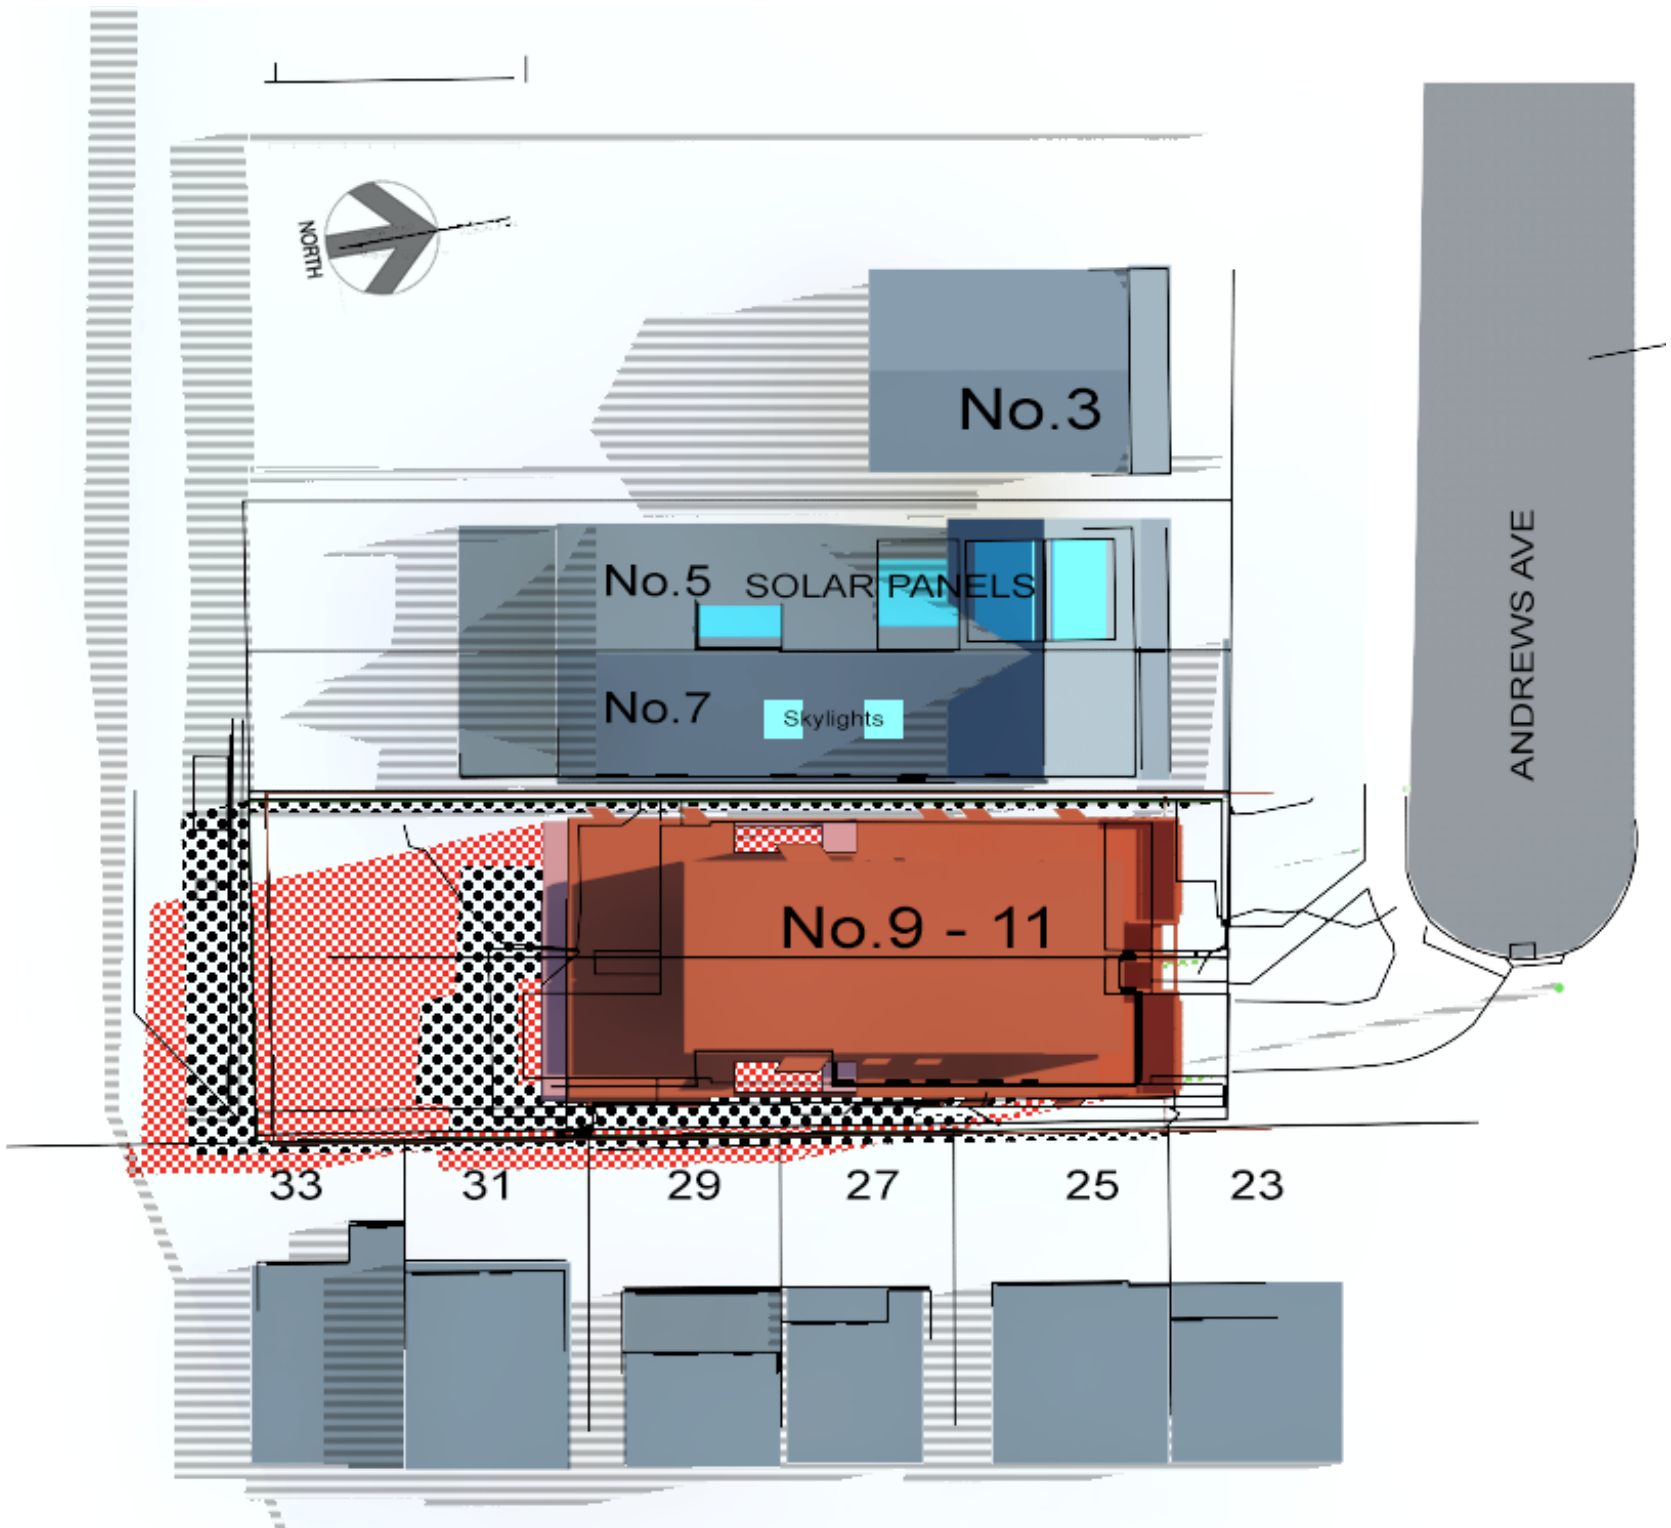 NORTH
No.3
No.5
SOLAR PANELS
No.7
Skylights
ANDREWS AVE
No.9 - 11
33
31
29
27
25
23